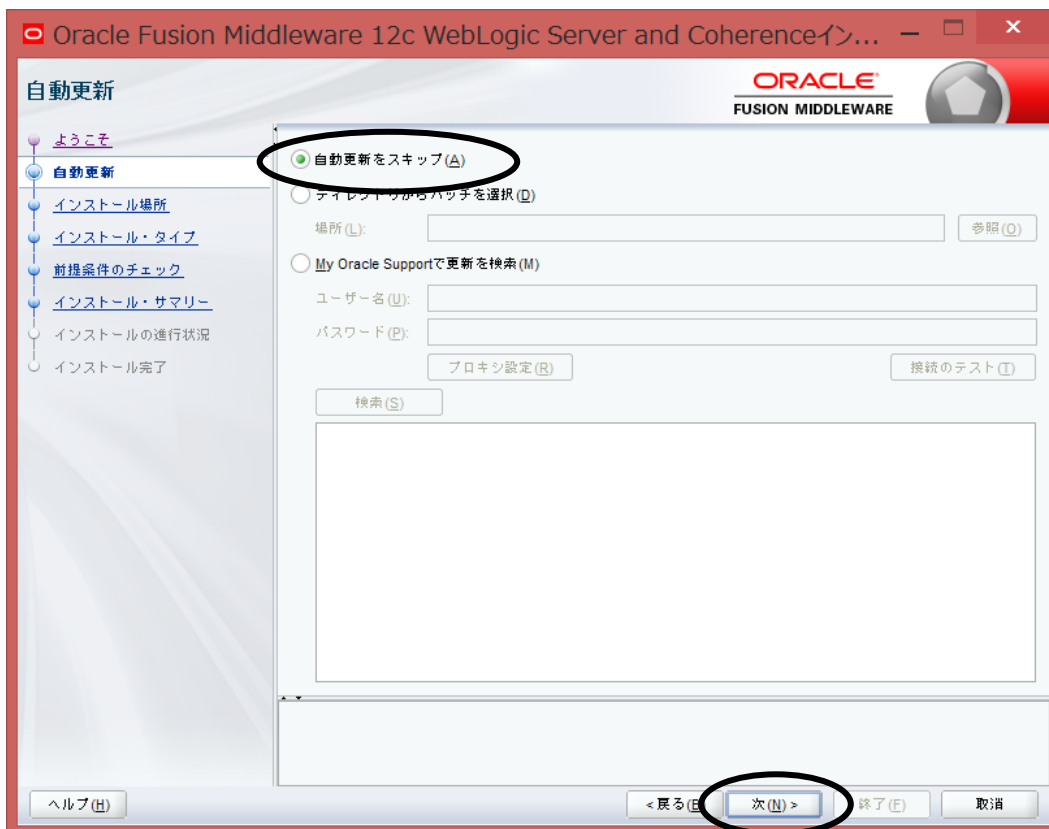 Oracle Fusion Middleware 12c WebLogic Server and Coherenceイン...
自動更新
ORACLE
FUSION MIDDLEWARE
ようこそ
自動更新
インストール場所
インストール・タイプ
前提条件のチェック
インストール・サマリー
インストールの進行状況
インストール完了
自動更新をスキップ(A)
ディレクトリからパッチを選択(D)
場所(L):
参照(O)
My Oracle Supportで更新を検索(M)
ユーザー名(U):
パスワード(P):
プロキシ設定(R)
接続のテスト(T)
検索(S)
ヘルプ(H)
<戻る(B
次(N) >
終了(F)
取消